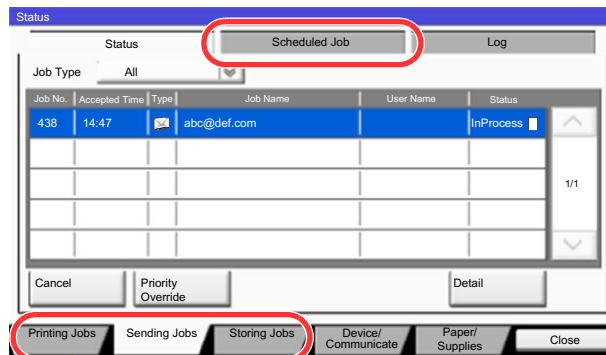 Status
Status Scheduled Job Log
Job Type All
Job No. Accepted Time Type Job Name User Name Status
438 14:47 abc@def.com InProcess
1/1
Cancel Priority Override Detail
Printing Jobs Sending Jobs Storing Jobs Device/ Communicate Paper/ Supplies Close